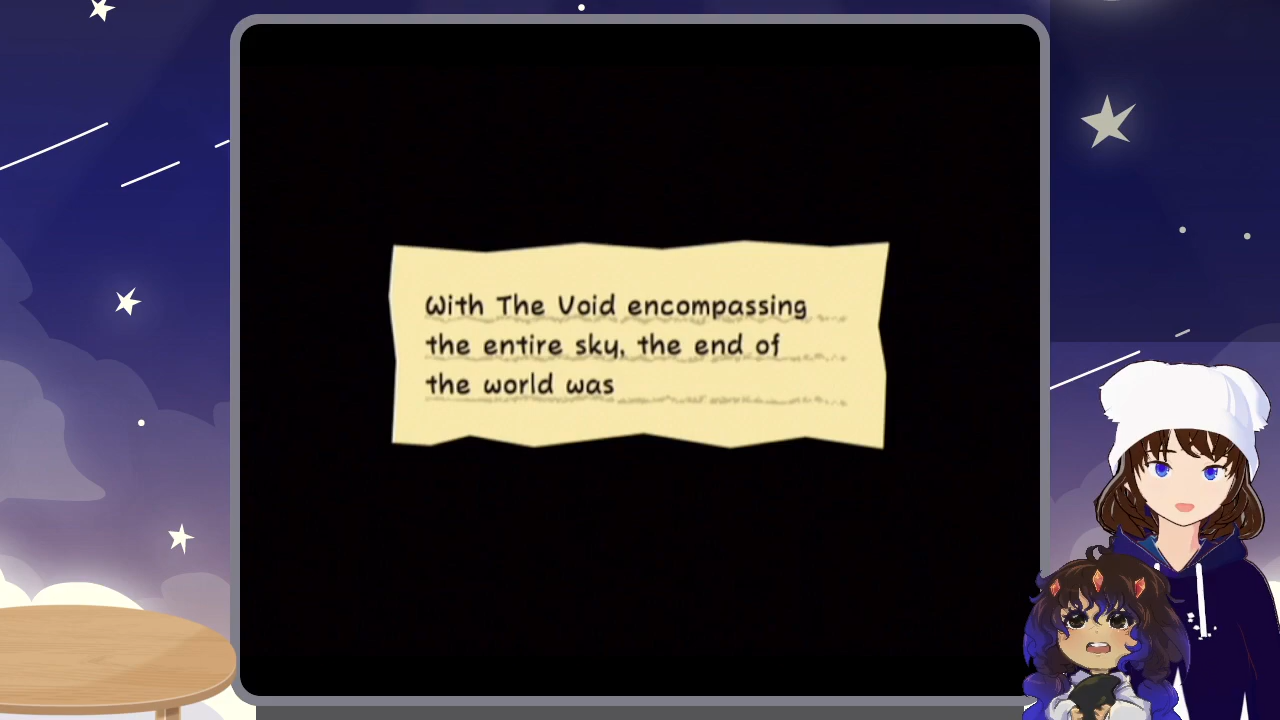 With The Void encompassing
the entire sky, the end of
the world was